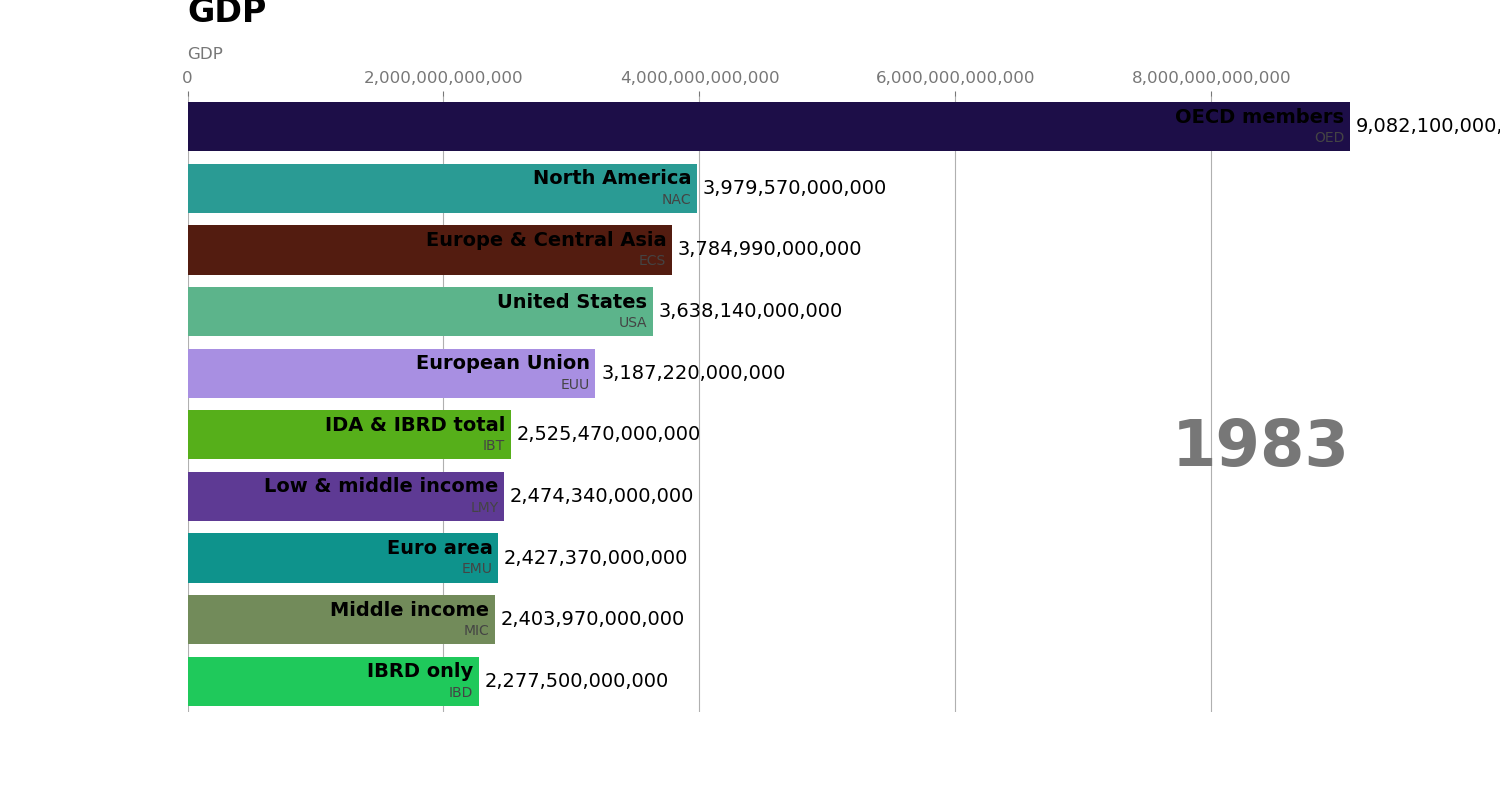 GDP
GDP
0 2,000,000,000,000 4,000,000,000,000 6,000,000,000,000 8,000,000,000,000
OECD members
OED
9,082,100,000,
North America
NAC
3,979,570,000,000
Europe & Central Asia
ECS
3,784,990,000,000
United States
USA
3,638,140,000,000
European Union
EUU
3,187,220,000,000
IDA & IBRD total
IBT
2,525,470,000,000
1983
Low & middle income
LMY
2,474,340,000,000
Euro area
EMU
2,427,370,000,000
Middle income
MIC
2,403,970,000,000
IBRD only
IBD
2,277,500,000,000